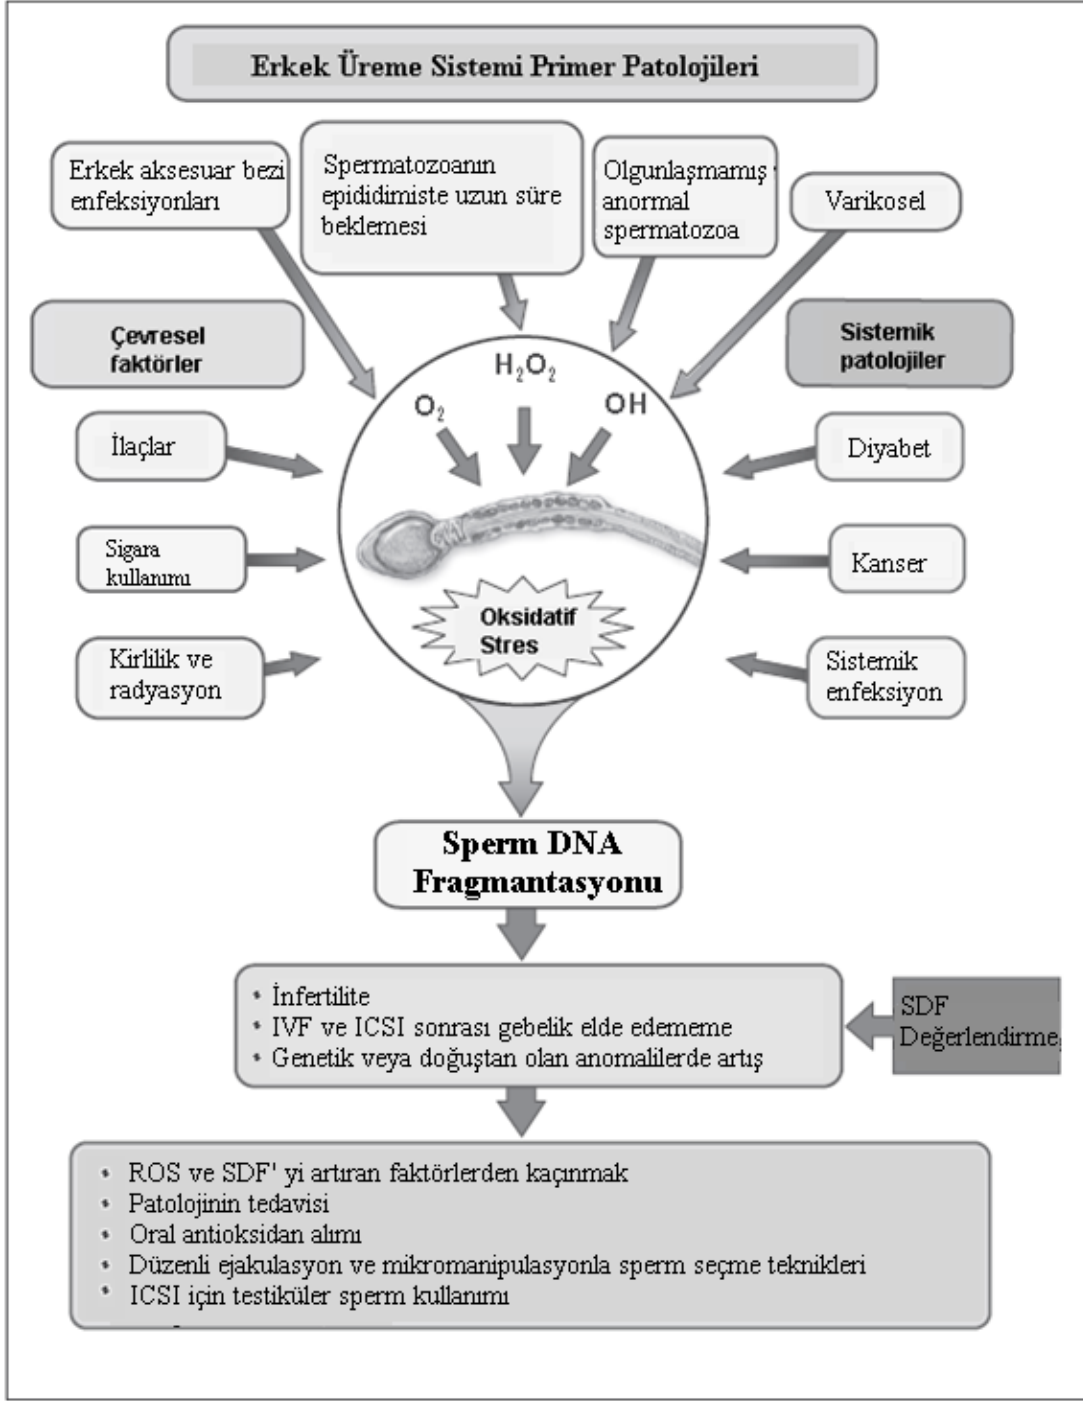 Erkek Üreme Sistemi Primer Patolojileri
Erkek aksesuar bezi
enfeksiyonları
Spermatozoanın
epididimiste uzun süre
beklemesi
Olgunlaşmamış
anormal
spermatozoa
Varikosel
Çevresel
faktörler
Sistemik
patolojiler
H₂O₂
O₂
OH
İlaçlar
Diyabet
Sigara
kullanımı
Kanser
Oksidatif
Stres
Kirlilik ve
radyasyon
Sistemik
enfeksiyon
Sperm DNA
Fragmantasyonu
• İnfertilite
• IVF ve ICSI sonrası gebelik elde edememe
• Genetik veya doğuştan olan anomalilerde artış
SDF
Değerlendirme
• ROS ve SDF' yi artıran faktörlerden kaçınmak
• Patolojinin tedavisi
• Oral antioksidan alımı
• Düzenli ejakulasyon ve mikromanipulasyonla sperm seçme teknikleri
• ICSI için testiküler sperm kullanımı